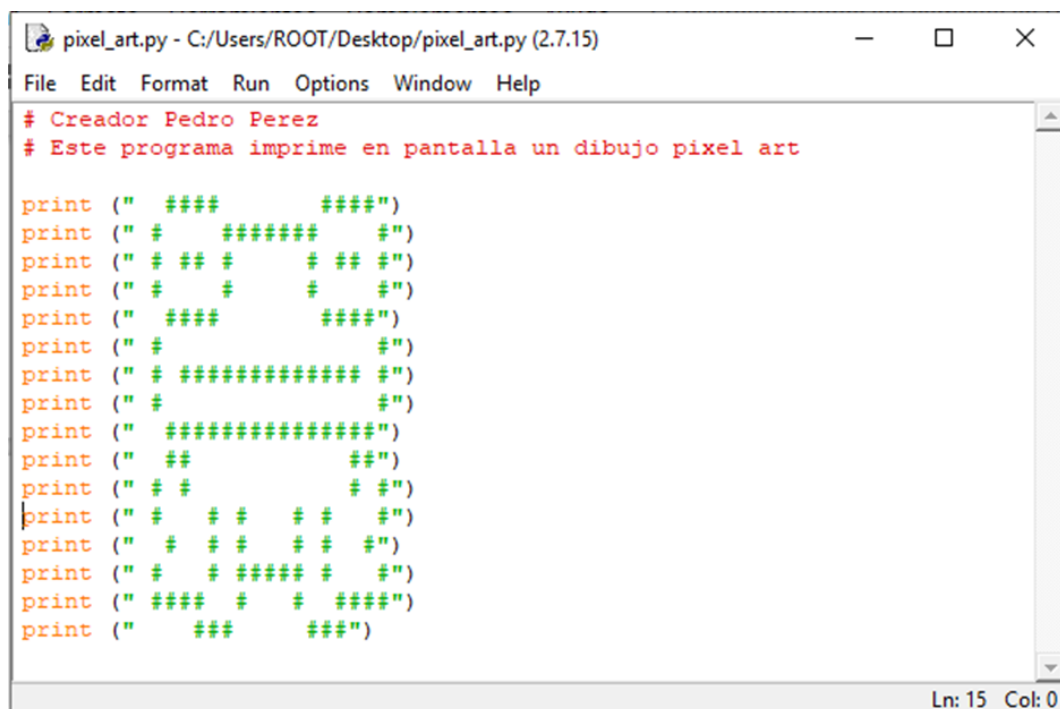 pixel_art.py - C:/Users/ROOT/Desktop/pixel_art.py (2.7.15)
File Edit Format Run Options Window Help
# Creador Pedro Perez
# Este programa imprime en pantalla un dibujo pixel art
print ("  ####       ####")
print (" #    #######    #")
print (" # ## #     # ## #")
print (" #    #     #    #")
print ("  ####       ####")
print (" #               #")
print (" # ############# #")
print (" #               #")
print ("  ###############")
print ("  ##           ##")
print (" # #           # #")
print (" #   # #   # #   #")
print ("  #  # #   # #  #")
print (" #   # ##### #   #")
print (" ####  #   #  ####")
print ("    ###     ###")
Ln: 15 Col: 0